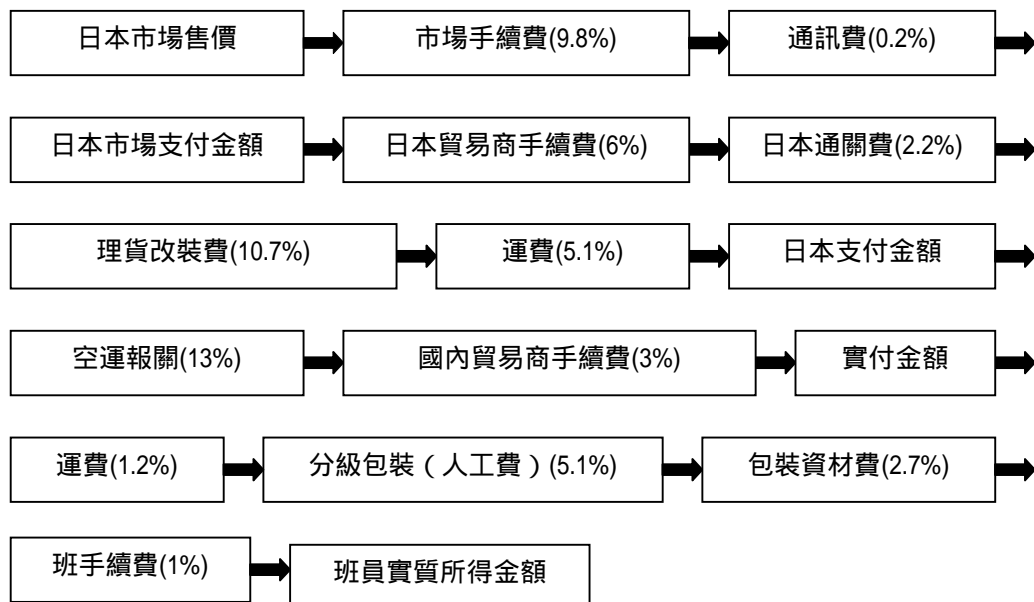 日本市場售價 市場手續費(9.8%) 通訊費(0.2%)
日本市場支付金額 日本貿易商手續費(6%) 日本通關費(2.2%)
理貨改裝費(10.7%) 運費(5.1%) 日本支付金額
空運報關(13%) 國內貿易商手續費(3%) 實付金額
運費(1.2%) 分級包裝（人工費）(5.1%) 包裝資材費(2.7%)
班手續費(1%) 班員實質所得金額